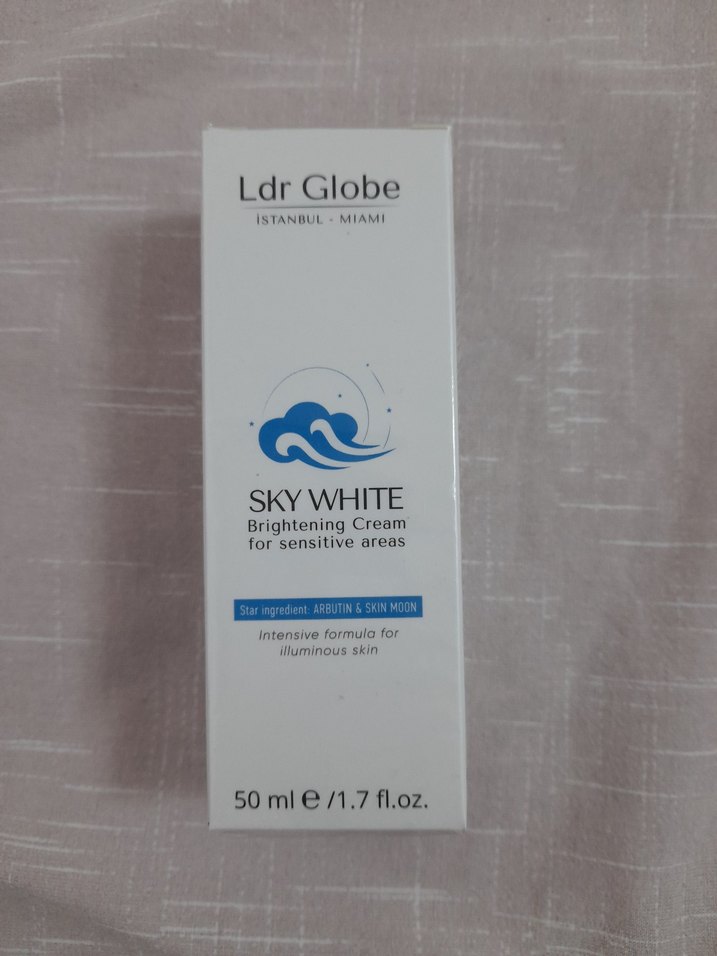 Ldr Globe
İSTANBUL - MIAMI
SKY WHITE
Brightening Cream
for sensitive areas
Star ingredient: ARBUTIN & SKIN MOON
Intensive formula for
illuminous skin
50 ml ℮ /1.7 fl.oz.